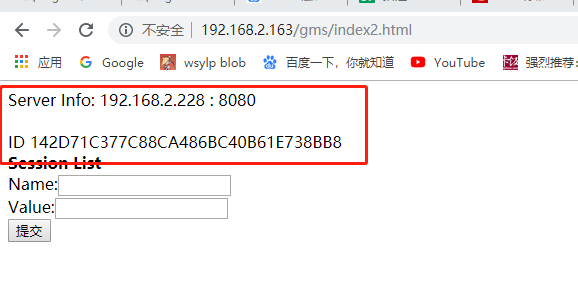 不安全 | 192.168.2.163/gms/index2.html
应用 Google wsylp blob 百度一下，你就知道 YouTube 强烈推荐：
Server Info: 192.168.2.228 : 8080
ID 142D71C377C88CA486BC40B61E738BB8
Session List
Name:
Value:
提交